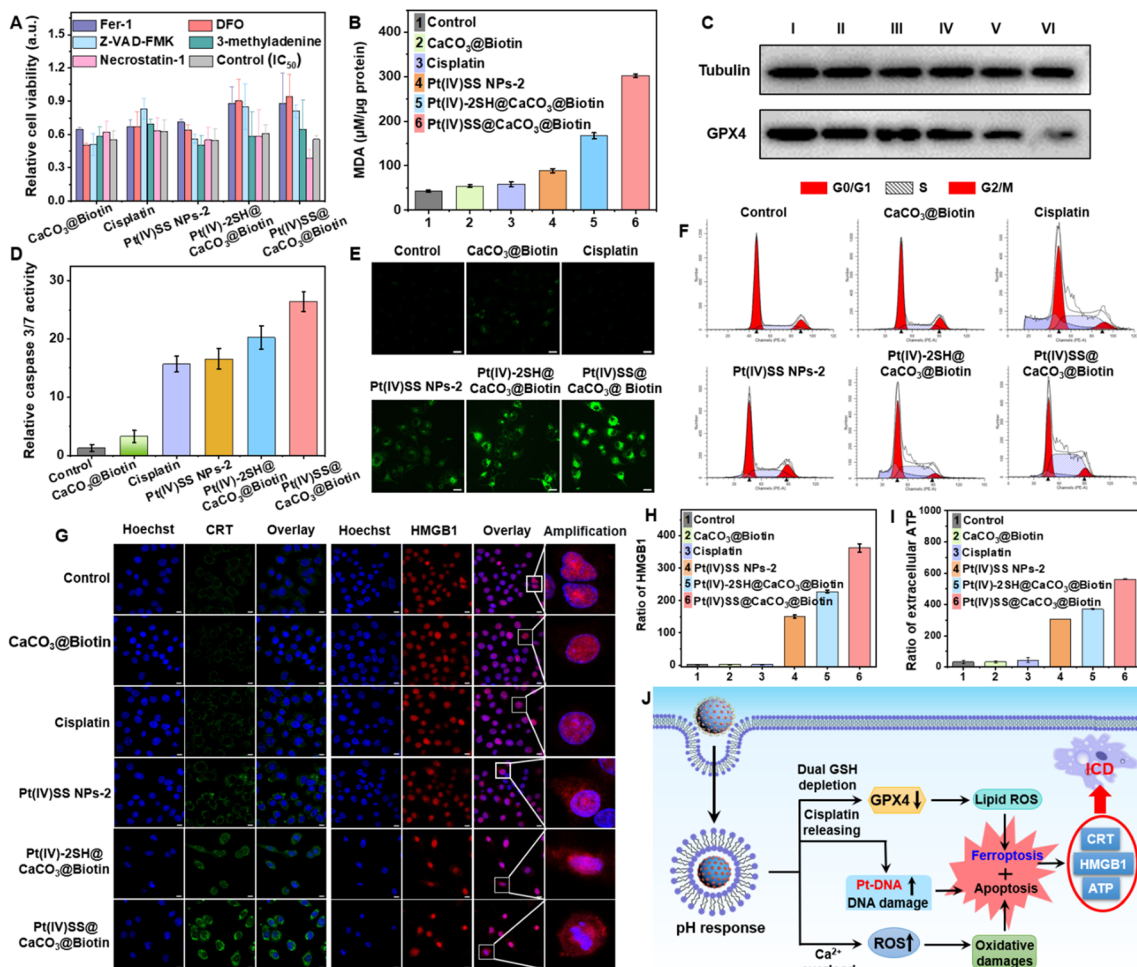 A
Fer-1
DFO
Z-VAD-FMK
3-methyladenine
Necrostatin-1
Control (IC50)
Relative cell viability (a.u.)
1.5
1.2
0.9
0.6
0.3
0.0
CaCO3@Biotin
Cisplatin
Pt(IV)SS NPs-2
Pt(IV)-2SH@
CaCO3@Biotin
Pt(IV)SS@
CaCO3@Biotin
B
1 Control
2 CaCO3@Biotin
3 Cisplatin
4 Pt(IV)SS NPs-2
5 Pt(IV)-2SH@CaCO3@Biotin
6 Pt(IV)SS@CaCO3@Biotin
MDA (μM/μg protein)
400
300
200
100
0
1 2 3 4 5 6
C
I II III IV V VI
Tubulin
GPX4
D
Relative caspase 3/7 activity
30
20
10
0
Control
CaCO3@Biotin
Cisplatin
Pt(IV)SS NPs-2
Pt(IV)-2SH@
CaCO3@Biotin
Pt(IV)SS@
CaCO3@Biotin
E
Control CaCO3@Biotin Cisplatin
Pt(IV)SS NPs-2
Pt(IV)-2SH@
CaCO3@Biotin
Pt(IV)SS@
CaCO3@ Biotin
G0/G1 S G2/M
F
Control CaCO3@Biotin Cisplatin
Pt(IV)SS NPs-2
Pt(IV)-2SH@
CaCO3@Biotin
Pt(IV)SS@
CaCO3@Biotin
G
Hoechst CRT Overlay Hoechst HMGB1 Overlay Amplification
Control
CaCO3@Biotin
Cisplatin
Pt(IV)SS NPs-2
Pt(IV)-2SH@
CaCO3@Biotin
Pt(IV)SS@
CaCO3@Biotin
H
1 Control
2 CaCO3@Biotin
3 Cisplatin
4 Pt(IV)SS NPs-2
5 Pt(IV)-2SH@CaCO3@Biotin
6 Pt(IV)SS@CaCO3@Biotin
Ratio of HMGB1
400
300
200
100
0
1 2 3 4 5 6
I
1 Control
2 CaCO3@Biotin
3 Cisplatin
4 Pt(IV)SS NPs-2
5 Pt(IV)-2SH@CaCO3@Biotin
6 Pt(IV)SS@CaCO3@Biotin
Ratio of extracellular ATP
1000
800
600
400
200
0
1 2 3 4 5 6
J
pH response
Dual GSH
depletion
GPX4
Lipid ROS
Cisplatin
releasing
Pt-DNA
DNA damage
Ca2+
ROS
Oxidative
damages
Ferroptosis
+
Apoptosis
CRT
HMGB1
ATP
ICD